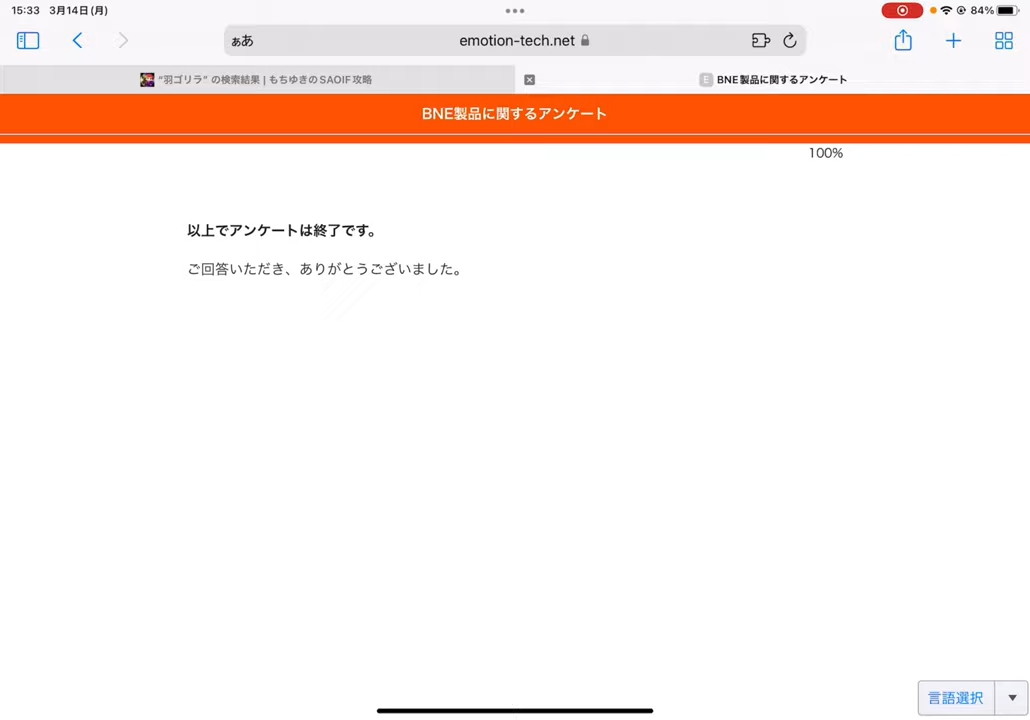 15:33 3月14日(月) 84%
ぁあ emotion-tech.net
"羽ゴリラ" の検索結果 | もちゆきのSAOIF攻略 E BNE製品に関するアンケート
BNE製品に関するアンケート
100%
以上でアンケートは終了です。
ご回答いただき、ありがとうございました。
言語選択